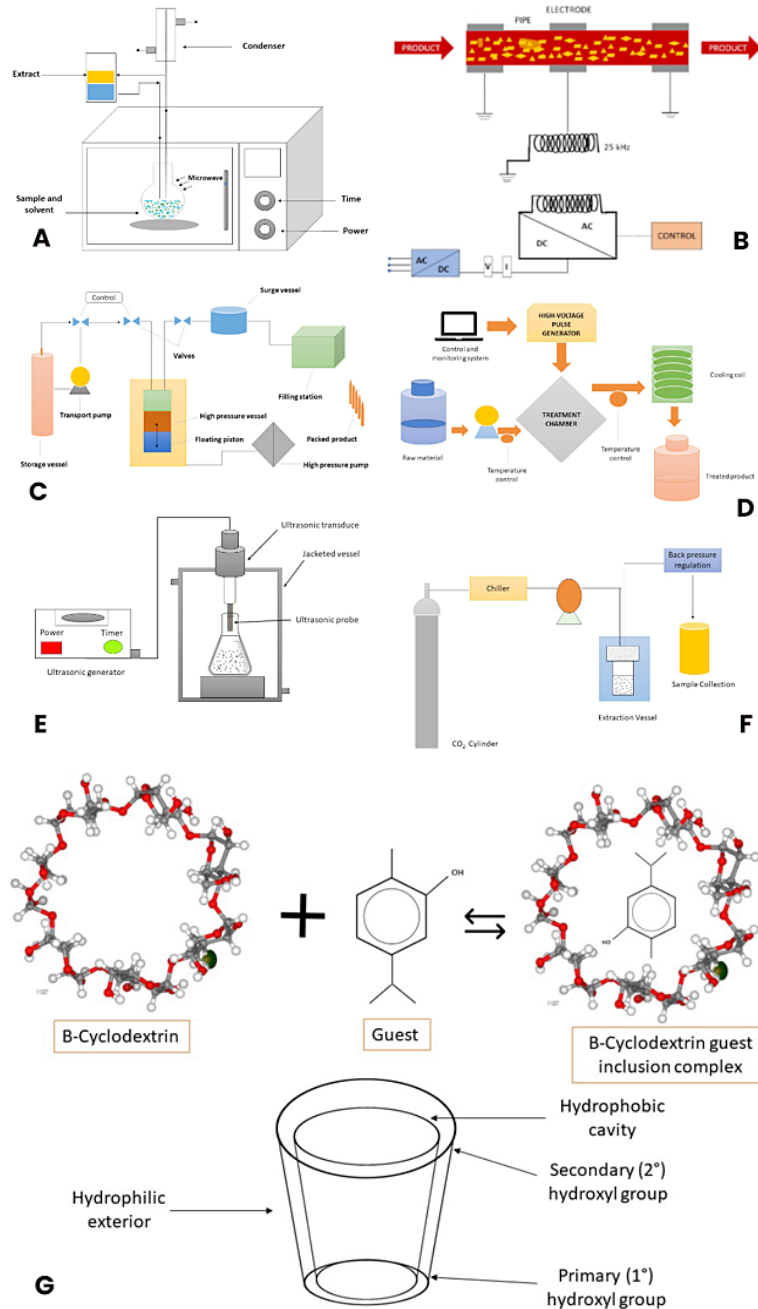 Condenser
Extract
Microwave
Sample and
solvent
Time
Power
A
ELECTRODE
PIPE
PRODUCT
PRODUCT
25 kHz
AC
DC
CONTROL
AC
DC
V
I
B
Control
Surge vessel
Valves
Transport pump
Filling station
High pressure vessel
Floating piston
Packed product
High pressure pump
Storage vessel
C
HIGH-VOLTAGE
PULSE
GENERATOR
Control and
monitoring system
Cooling coil
TREATMENT
CHAMBER
Raw material
Temperature
control
Temperature
control
Treated product
D
Ultrasonic transduce
Jacketed vessel
Ultrasonic probe
Power
Timer
Ultrasonic generator
E
Back pressure
regulation
Chiller
Sample Collection
Extraction Vessel
CO₂ Cylinder
F
OH
HO
B-Cyclodextrin
Guest
B-Cyclodextrin guest
inclusion complex
Hydrophobic
cavity
Secondary (2°)
hydroxyl group
Hydrophilic
exterior
Primary (1°)
hydroxyl group
G